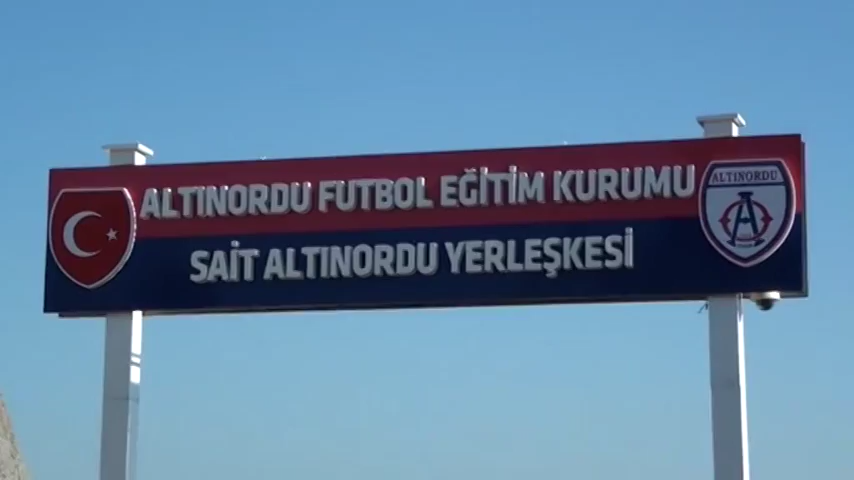 ALTINORDU FUTBOL EĞİTİM KURUMU
SAİT ALTINORDU YERLEŞKESİ
ALTINORDU